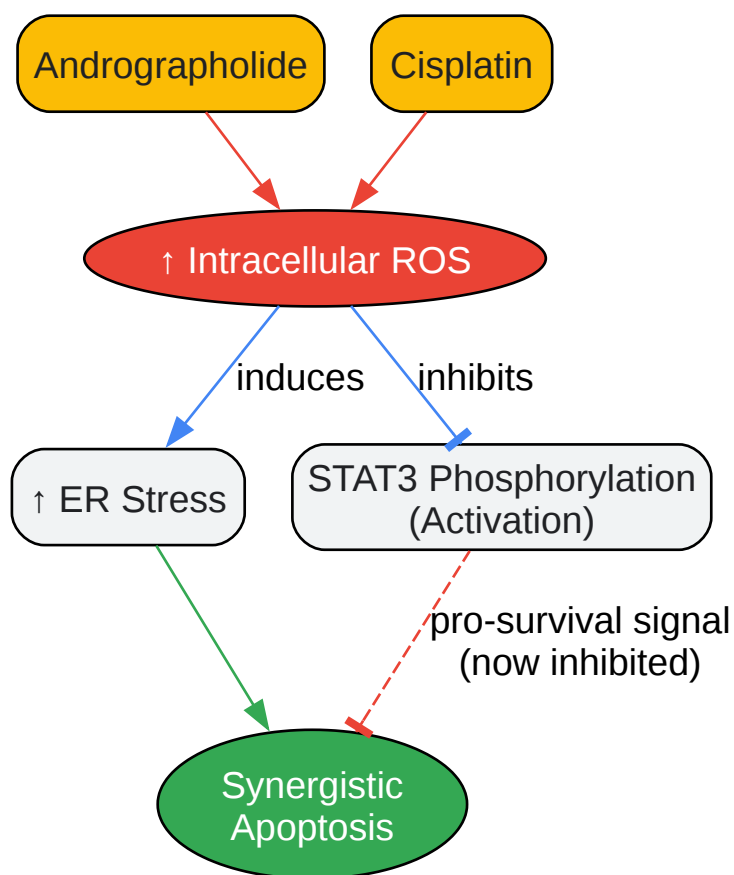 Andrographolide
Cisplatin
↑ Intracellular ROS
induces
inhibits
↑ ER Stress
STAT3 Phosphorylation
(Activation)
pro-survival signal
(now inhibited)
Synergistic
Apoptosis